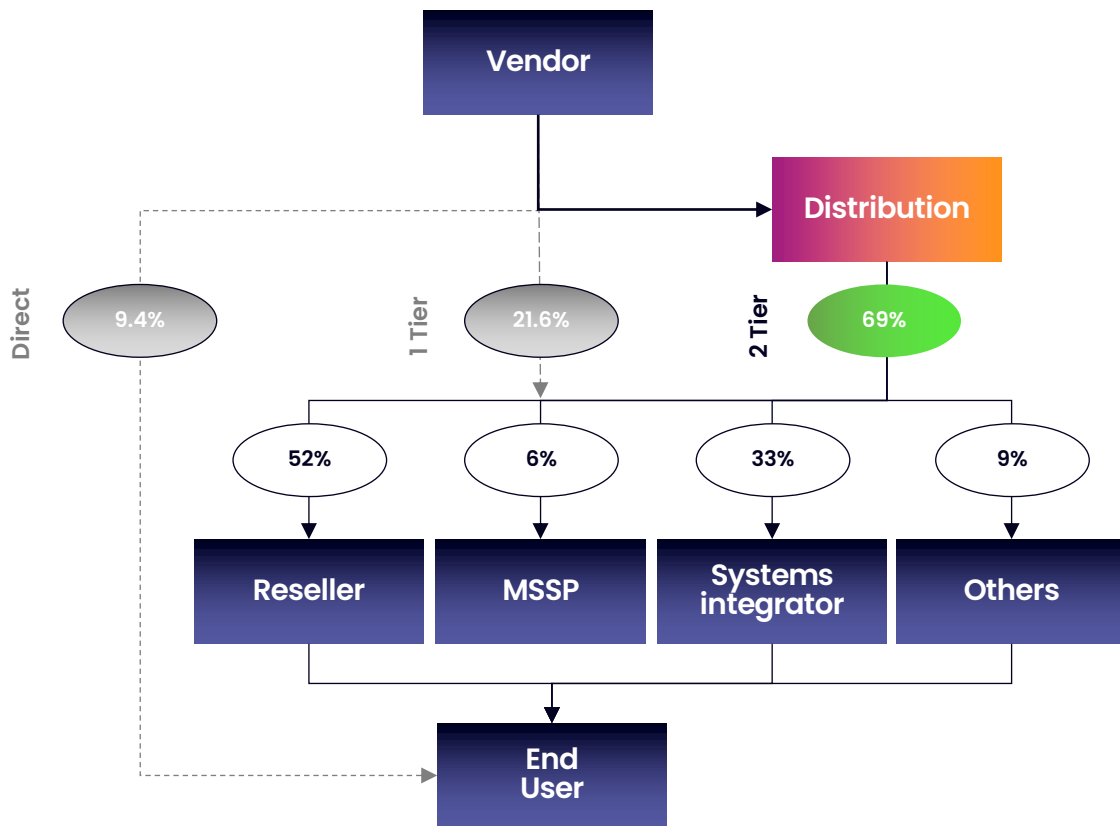 Vendor
Distribution
Direct
9.4%
1 Tier
21.6%
2 Tier
69%
52%
6%
33%
9%
Reseller
MSSP
Systems
integrator
Others
End
User